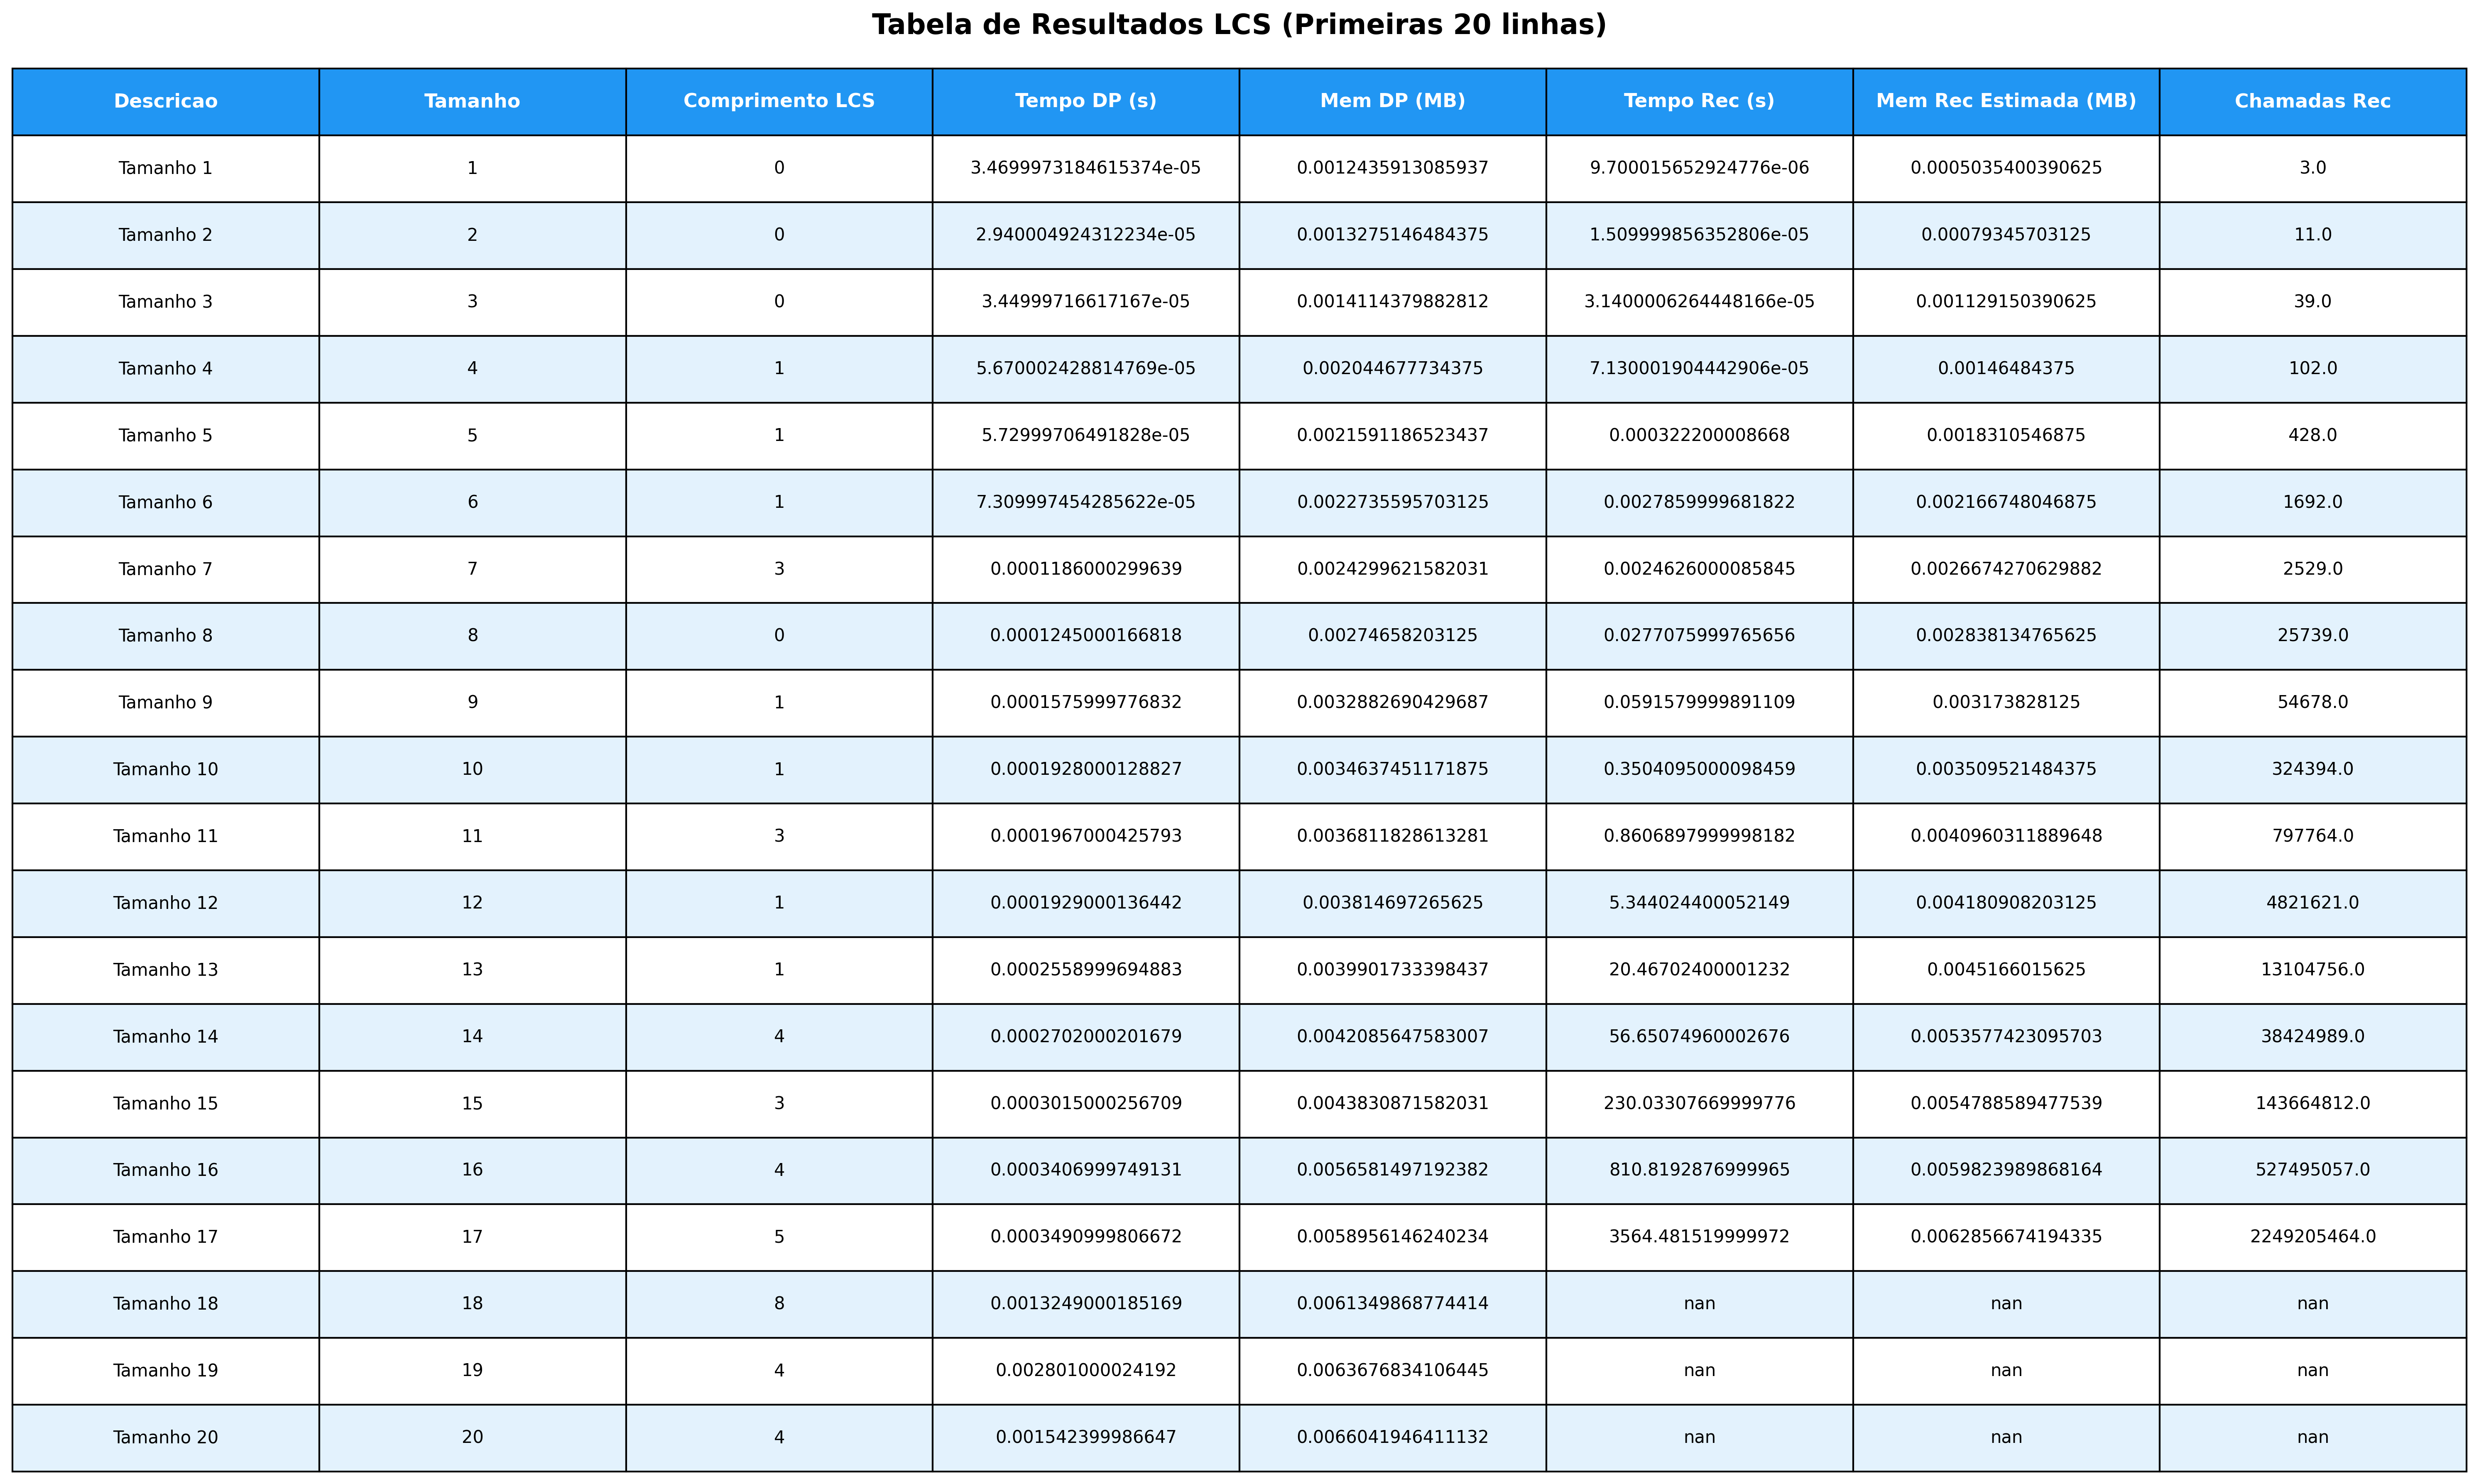 Tabela de Resultados LCS (Primeiras 20 linhas)
Descricao Tamanho Comprimento LCS Tempo DP (s) Mem DP (MB) Tempo Rec (s) Mem Rec Estimada (MB) Chamadas Rec
Tamanho 1 1 0 3.4699973184615374e-05 0.0012435913085937 9.700015652924776e-06 0.0005035400390625 3.0
Tamanho 2 2 0 2.940004924312234e-05 0.0013275146484375 1.509999856352806e-05 0.00079345703125 11.0
Tamanho 3 3 0 3.44999716617167e-05 0.0014114379882812 3.1400006264448166e-05 0.001129150390625 39.0
Tamanho 4 4 1 5.670002428814769e-05 0.002044677734375 7.130001904442906e-05 0.00146484375 102.0
Tamanho 5 5 1 5.72999706491828e-05 0.0021591186523437 0.000322200008668 0.0018310546875 428.0
Tamanho 6 6 1 7.309997454285622e-05 0.0022735595703125 0.0027859999681822 0.002166748046875 1692.0
Tamanho 7 7 3 0.0001186000299639 0.0024299621582031 0.0024626000085845 0.0026674270629882 2529.0
Tamanho 8 8 0 0.0001245000166818 0.00274658203125 0.0277075999765656 0.002838134765625 25739.0
Tamanho 9 9 1 0.0001575999776832 0.0032882690429687 0.0591579999891109 0.003173828125 54678.0
Tamanho 10 10 1 0.0001928000128827 0.0034637451171875 0.3504095000098459 0.003509521484375 324394.0
Tamanho 11 11 3 0.0001967000425793 0.0036811828613281 0.8606897999998182 0.0040960311889648 797764.0
Tamanho 12 12 1 0.0001929000136442 0.003814697265625 5.344024400052149 0.004180908203125 4821621.0
Tamanho 13 13 1 0.0002558999694883 0.0039901733398437 20.46702400001232 0.0045166015625 13104756.0
Tamanho 14 14 4 0.0002702000201679 0.0042085647583007 56.65074960002676 0.0053577423095703 38424989.0
Tamanho 15 15 3 0.0003015000256709 0.0043830871582031 230.03307669999776 0.0054788589477539 143664812.0
Tamanho 16 16 4 0.0003406999749131 0.0056581497192382 810.8192876999965 0.0059823989868164 527495057.0
Tamanho 17 17 5 0.0003490999806672 0.0058956146240234 3564.481519999972 0.0062856674194335 2249205464.0
Tamanho 18 18 8 0.0013249000185169 0.0061349868774414 nan nan nan
Tamanho 19 19 4 0.002801000024192 0.0063676834106445 nan nan nan
Tamanho 20 20 4 0.001542399986647 0.0066041946411132 nan nan nan